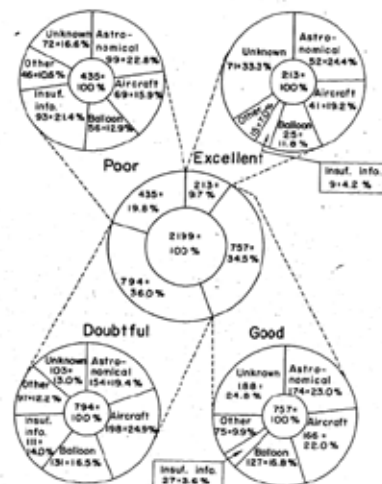 Unknown
72=16.6%
Astro-
nomical
99=22.8%
Other
46=10.6%
435=
100%
Aircraft
69=15.9%
Insuf.
info.
93=21.4%
Balloon
56=12.9%
Poor
Unknown
71=33.3%
Astro-
nomical
52=24.4%
213=
100%
Aircraft
41=19.2%
Other
15=7.0%
Balloon
25=
11.8%
Excellent
Insuf. info.
9=4.2%
435=
19.8%
213=
9.7%
2199=
100%
757=
34.5%
794=
36.0%
Doubtful
Unknown
103=
13.0%
Astro-
nomical
154=19.4%
Other
97=12.2%
794=
100%
Aircraft
198=24.9%
Insuf.
info.
111=
14.0%
Balloon
131=16.5%
Good
Unknown
188=
24.8%
Astro-
nomical
174=23.0%
Other
75=9.9%
757=
100%
Aircraft
166=
22.0%
Balloon
127=16.8%
Insuf. info.
27=3.6%